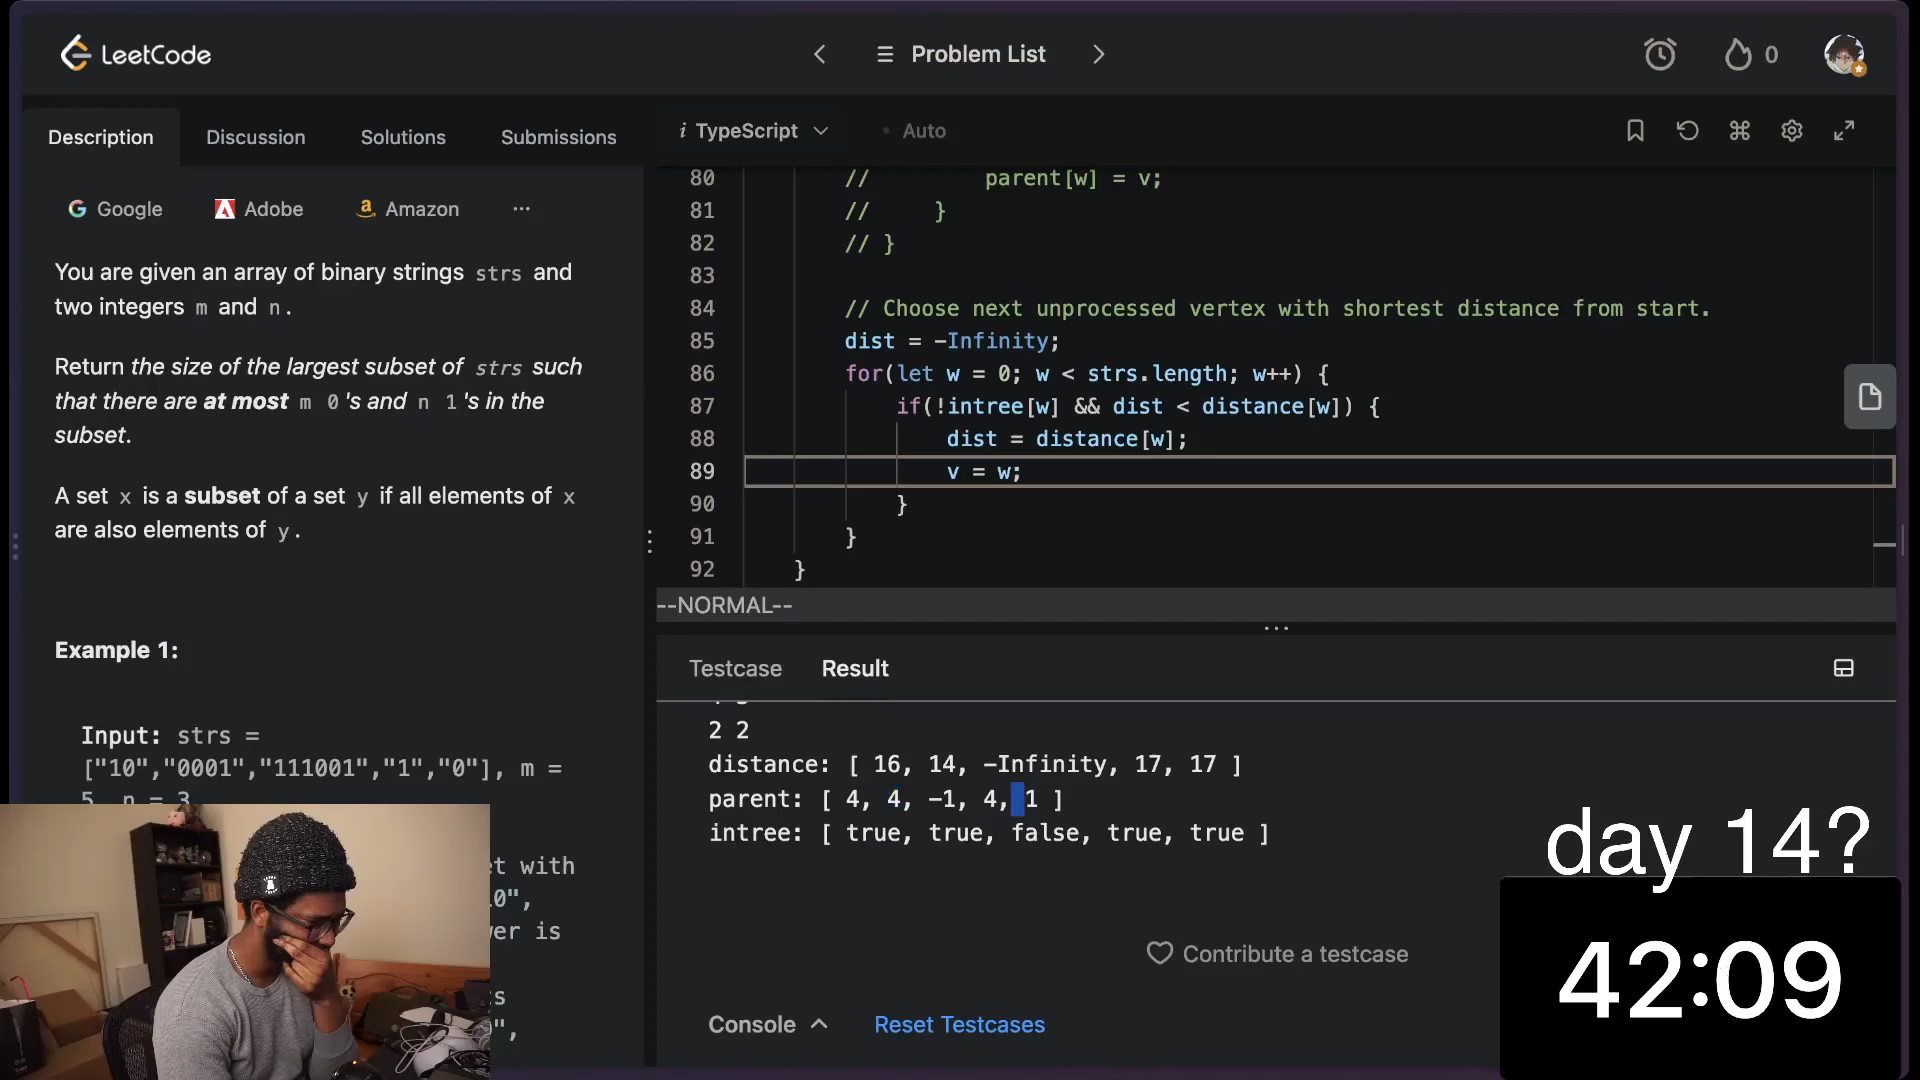 LeetCode
Problem List
0
Description
Discussion
Solutions
Submissions
Google
Adobe
Amazon
You are given an array of binary strings strs and
two integers m and n.
Return the size of the largest subset of strs such
that there are at most m 0's and n 1's in the
subset.
A set x is a subset of a set y if all elements of x
are also elements of y.
Example 1:
Input: strs =
["10","0001","111001","1","0"], m =
5, n = 3
et with
0",
er is
s
",
i TypeScript
Auto
80 // parent[w] = v;
81 // }
82 // }
83
84 // Choose next unprocessed vertex with shortest distance from start.
85 dist = -Infinity;
86 for(let w = 0; w < strs.length; w++) {
87 if(!intree[w] && dist < distance[w]) {
88 dist = distance[w];
89 v = w;
90 }
91 }
92 }
--NORMAL--
Testcase
Result
2 2
distance: [ 16, 14, -Infinity, 17, 17 ]
parent: [ 4, 4, -1, 4, 1 ]
intree: [ true, true, false, true, true ]
Contribute a testcase
Console
Reset Testcases
day 14?
42:09